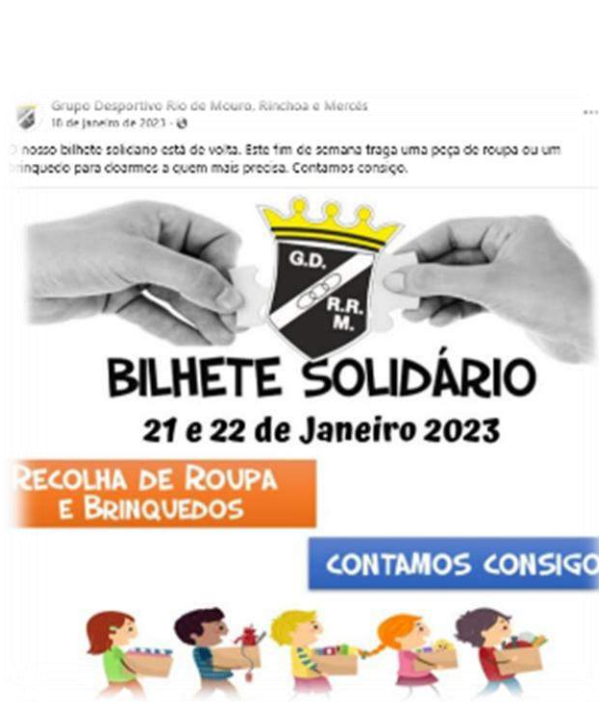 Grupo Desportivo Rio de Mouro, Rinchoa e Mercês
18 de janeiro de 2023 ·
O nosso bilhete solidário está de volta. Este fim de semana traga uma peça de roupa ou um
brinquedo para doarmos a quem mais precisa. Contamos consigo.
G.D.
R.R.
M.
BILHETE SOLIDÁRIO
21 e 22 de Janeiro 2023
RECOLHA DE ROUPA
E BRINQUEDOS
CONTAMOS CONSIGO